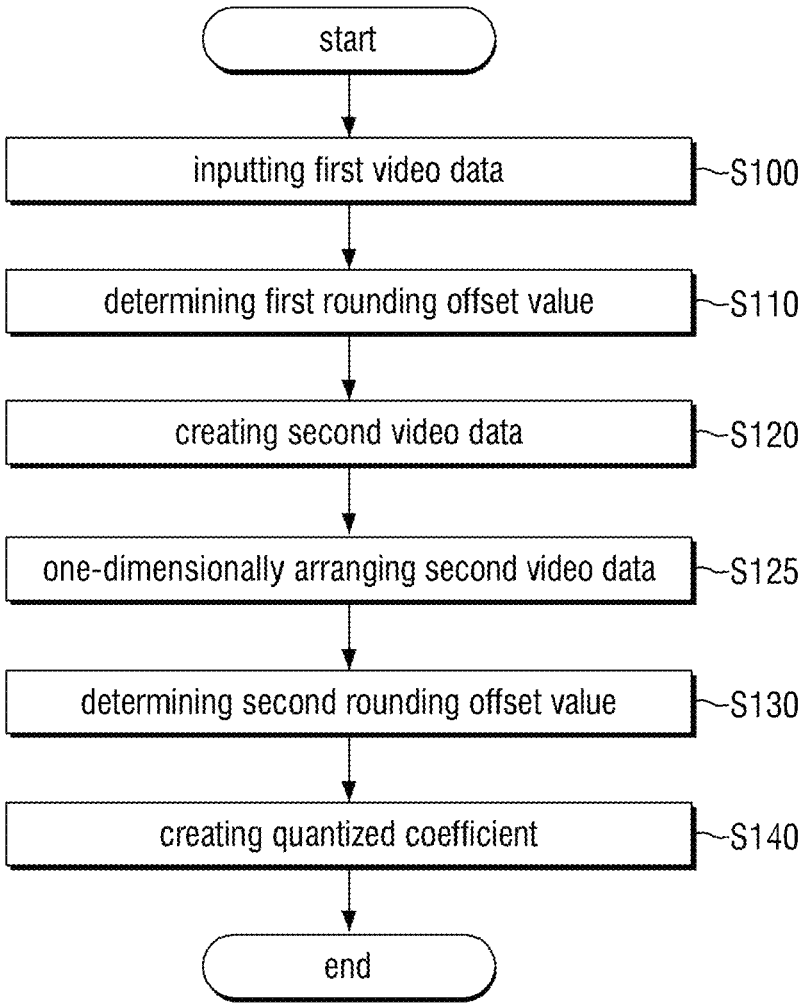 start
inputting first video data S100
determining first rounding offset value S110
creating second video data S120
one-dimensionally arranging second video data S125
determining second rounding offset value S130
creating quantized coefficient S140
end